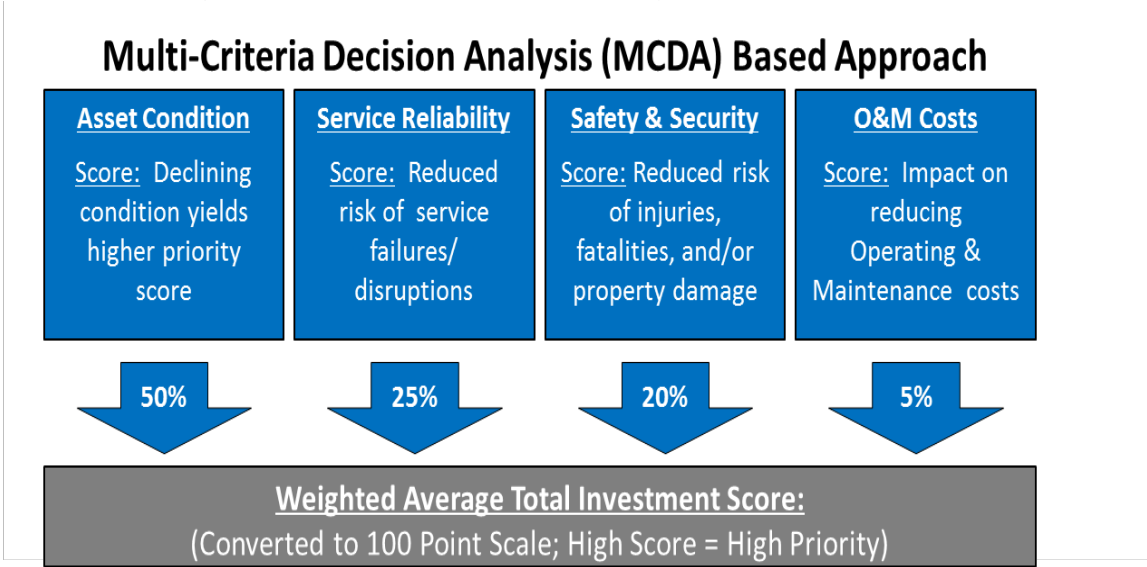 Multi-Criteria Decision Analysis (MCDA) Based Approach
Asset Condition
Score: Declining
condition yields
higher priority
score
Service Reliability
Score: Reduced
risk of service
failures/
disruptions
Safety & Security
Score: Reduced risk
of injuries,
fatalities, and/or
property damage
O&M Costs
Score: Impact on
reducing
Operating &
Maintenance costs
50%
25%
20%
5%
Weighted Average Total Investment Score:
(Converted to 100 Point Scale; High Score = High Priority)